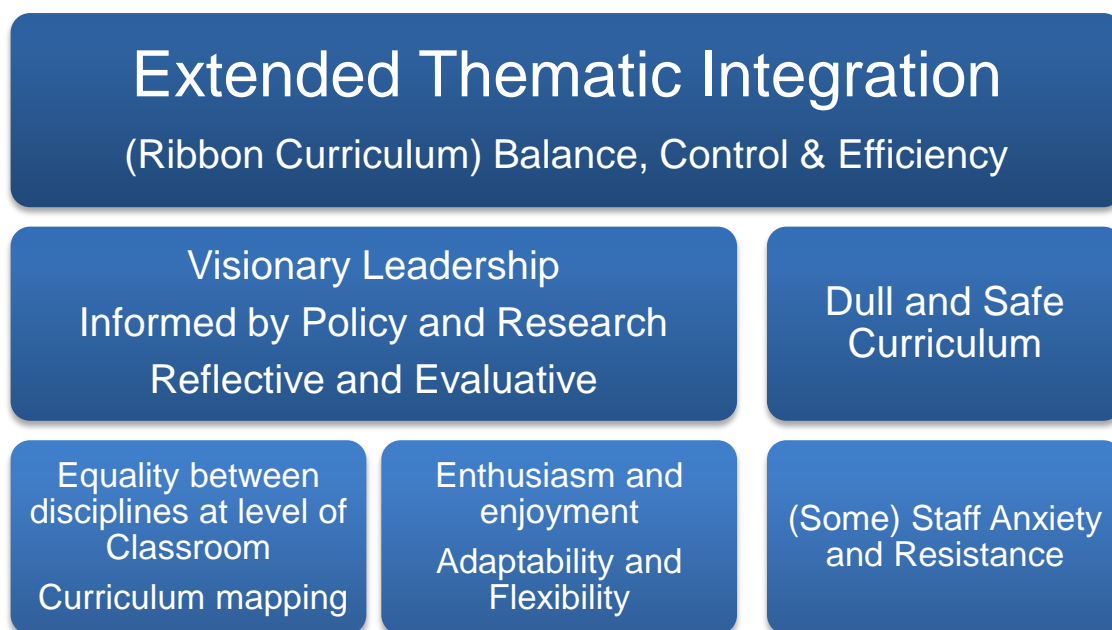 Extended Thematic Integration
(Ribbon Curriculum) Balance, Control & Efficiency
Visionary Leadership
Informed by Policy and Research
Reflective and Evaluative
Dull and Safe
Curriculum
Equality between
disciplines at level of
Classroom
Curriculum mapping
Enthusiasm and
enjoyment
Adaptability and
Flexibility
(Some) Staff Anxiety
and Resistance